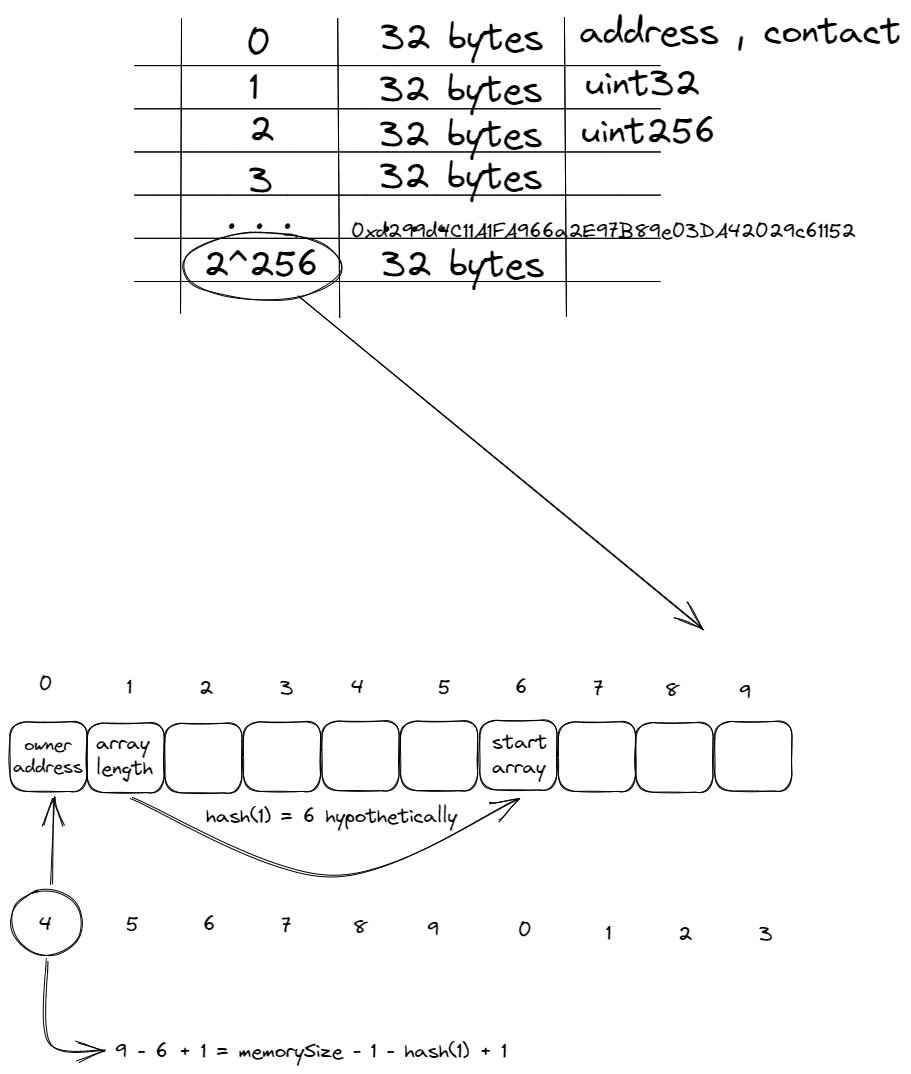 0 32 bytes address , contact
1 32 bytes uint32
2 32 bytes uint256
3 32 bytes
... 0xd299d4C11A1FA966a2E97B89e03DA42029c61152
2^256 32 bytes
0 1 2 3 4 5 6 7 8 9
owner address array length start array
hash(1) = 6 hypothetically
4 5 6 7 8 9 0 1 2 3
9 - 6 + 1 = memorySize - 1 - hash(1) + 1